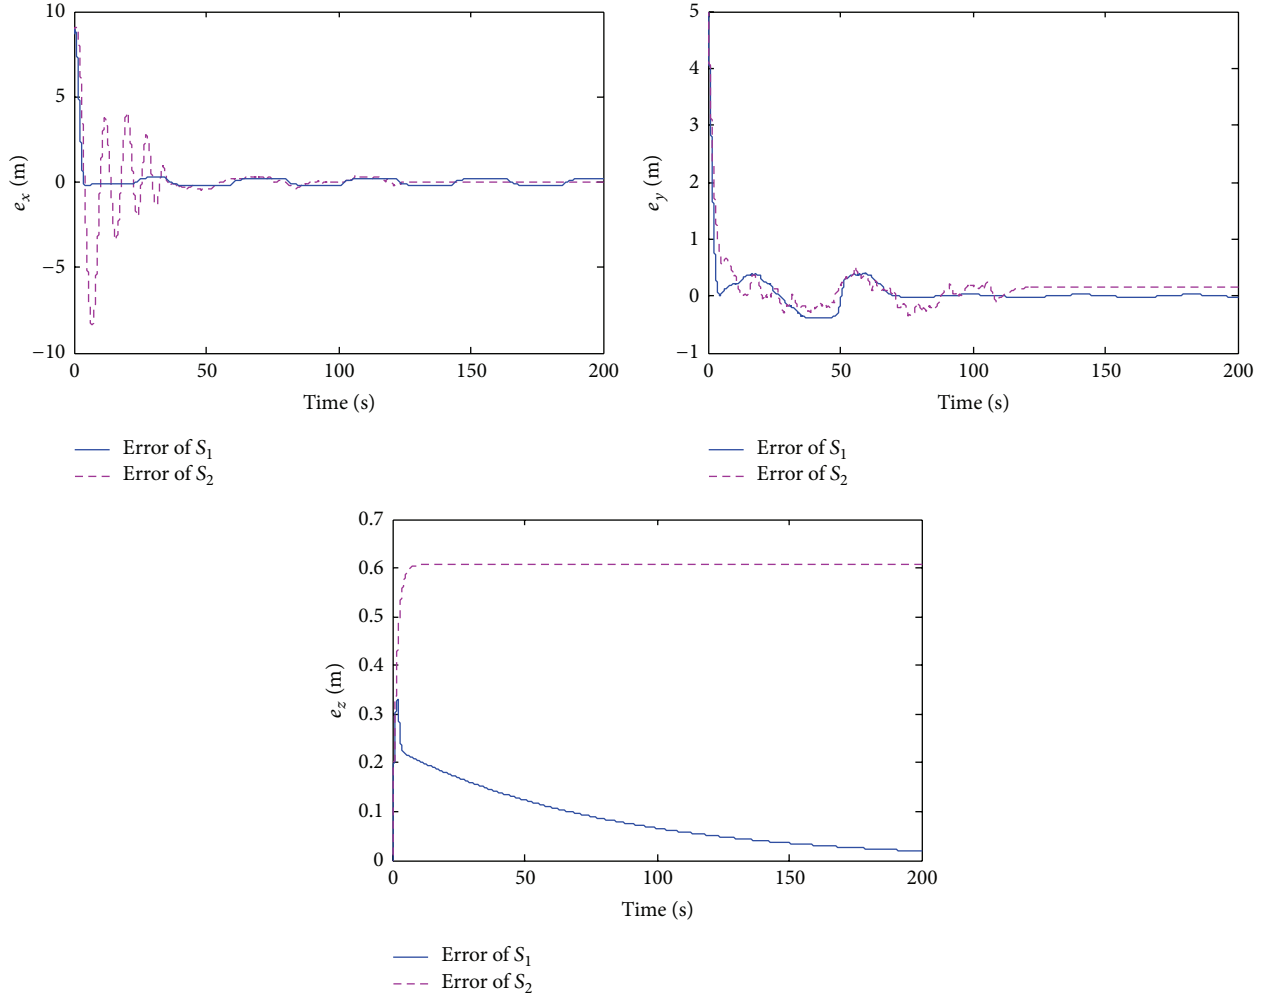 10
5
0
−5
−10
e_x (m)
0 50 100 150 200
Time (s)
Error of S_1
Error of S_2
5
4
3
2
1
0
−1
e_y (m)
0 50 100 150 200
Time (s)
Error of S_1
Error of S_2
0.7
0.6
0.5
0.4
0.3
0.2
0.1
0
e_z (m)
0 50 100 150 200
Time (s)
Error of S_1
Error of S_2